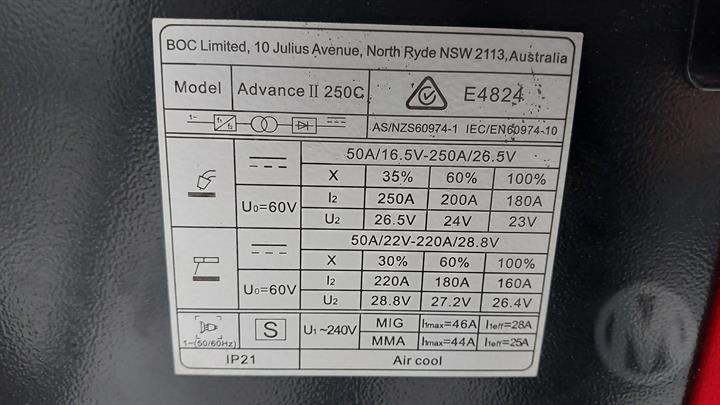 BOC Limited, 10 Julius Avenue, North Ryde NSW 2113, Australia
Model Advance II 250C E4824
1~ f1 f2 AS/NZS60974-1 IEC/EN60974-10
50A/16.5V-250A/26.5V
X 35% 60% 100%
U0=60V I2 250A 200A 180A
U2 26.5V 24V 23V
50A/22V-220A/28.8V
X 30% 60% 100%
U0=60V I2 220A 180A 160A
U2 28.8V 27.2V 26.4V
1~(50/60Hz) S U1~240V MIG I1max=46A I1eff=28A
MMA I1max=44A I1eff=25A
IP21 Air cool